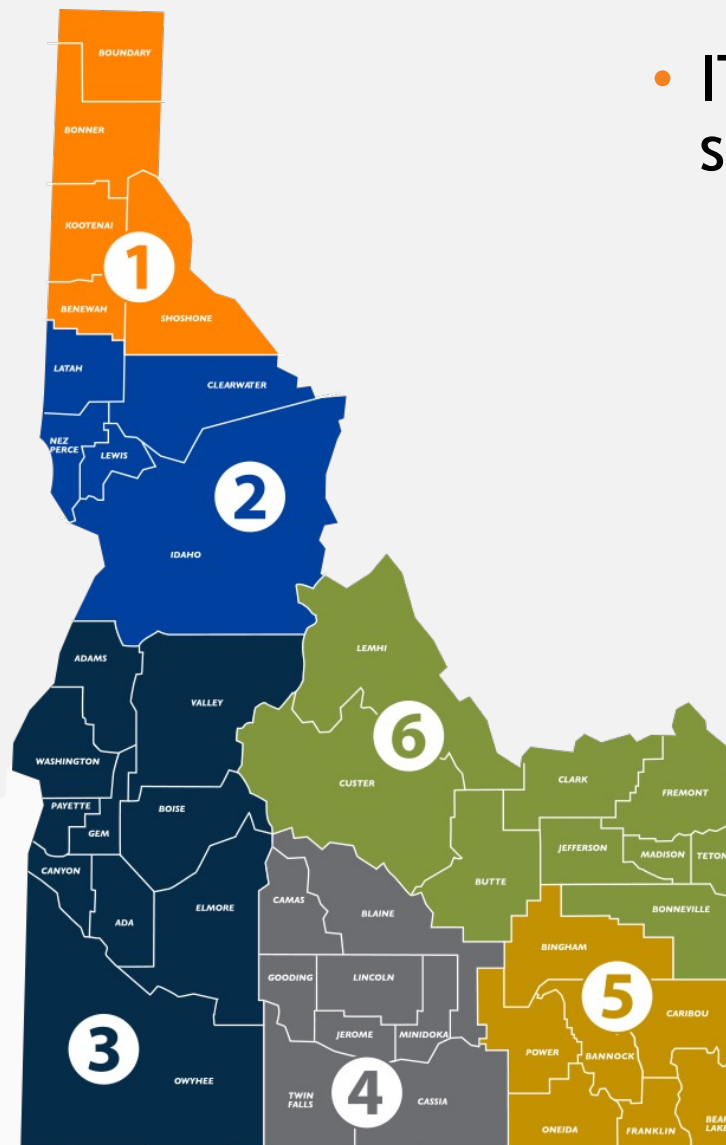 BOUNDARY
BONNER
KOOTENAI
1
BENEWAH
SHOSHONE
LATAH
CLEARWATER
NEZ
PERCE
LEWIS
2
IDAHO
ADAMS
VALLEY
WASHINGTON
PAYETTE
GEM
BOISE
CANYON
ADA
ELMORE
3
OWYHEE
LEMHI
6
CUSTER
CLARK
FREMONT
JEFFERSON
MADISON
TETON
BUTTE
BONNEVILLE
CAMAS
BLAINE
GOODING
LINCOLN
JEROME
MINIDOKA
4
TWIN
FALLS
CASSIA
BINGHAM
5
CARIBOU
POWER
BANNOCK
ONEIDA
FRANKLIN
BEAR
LAKE